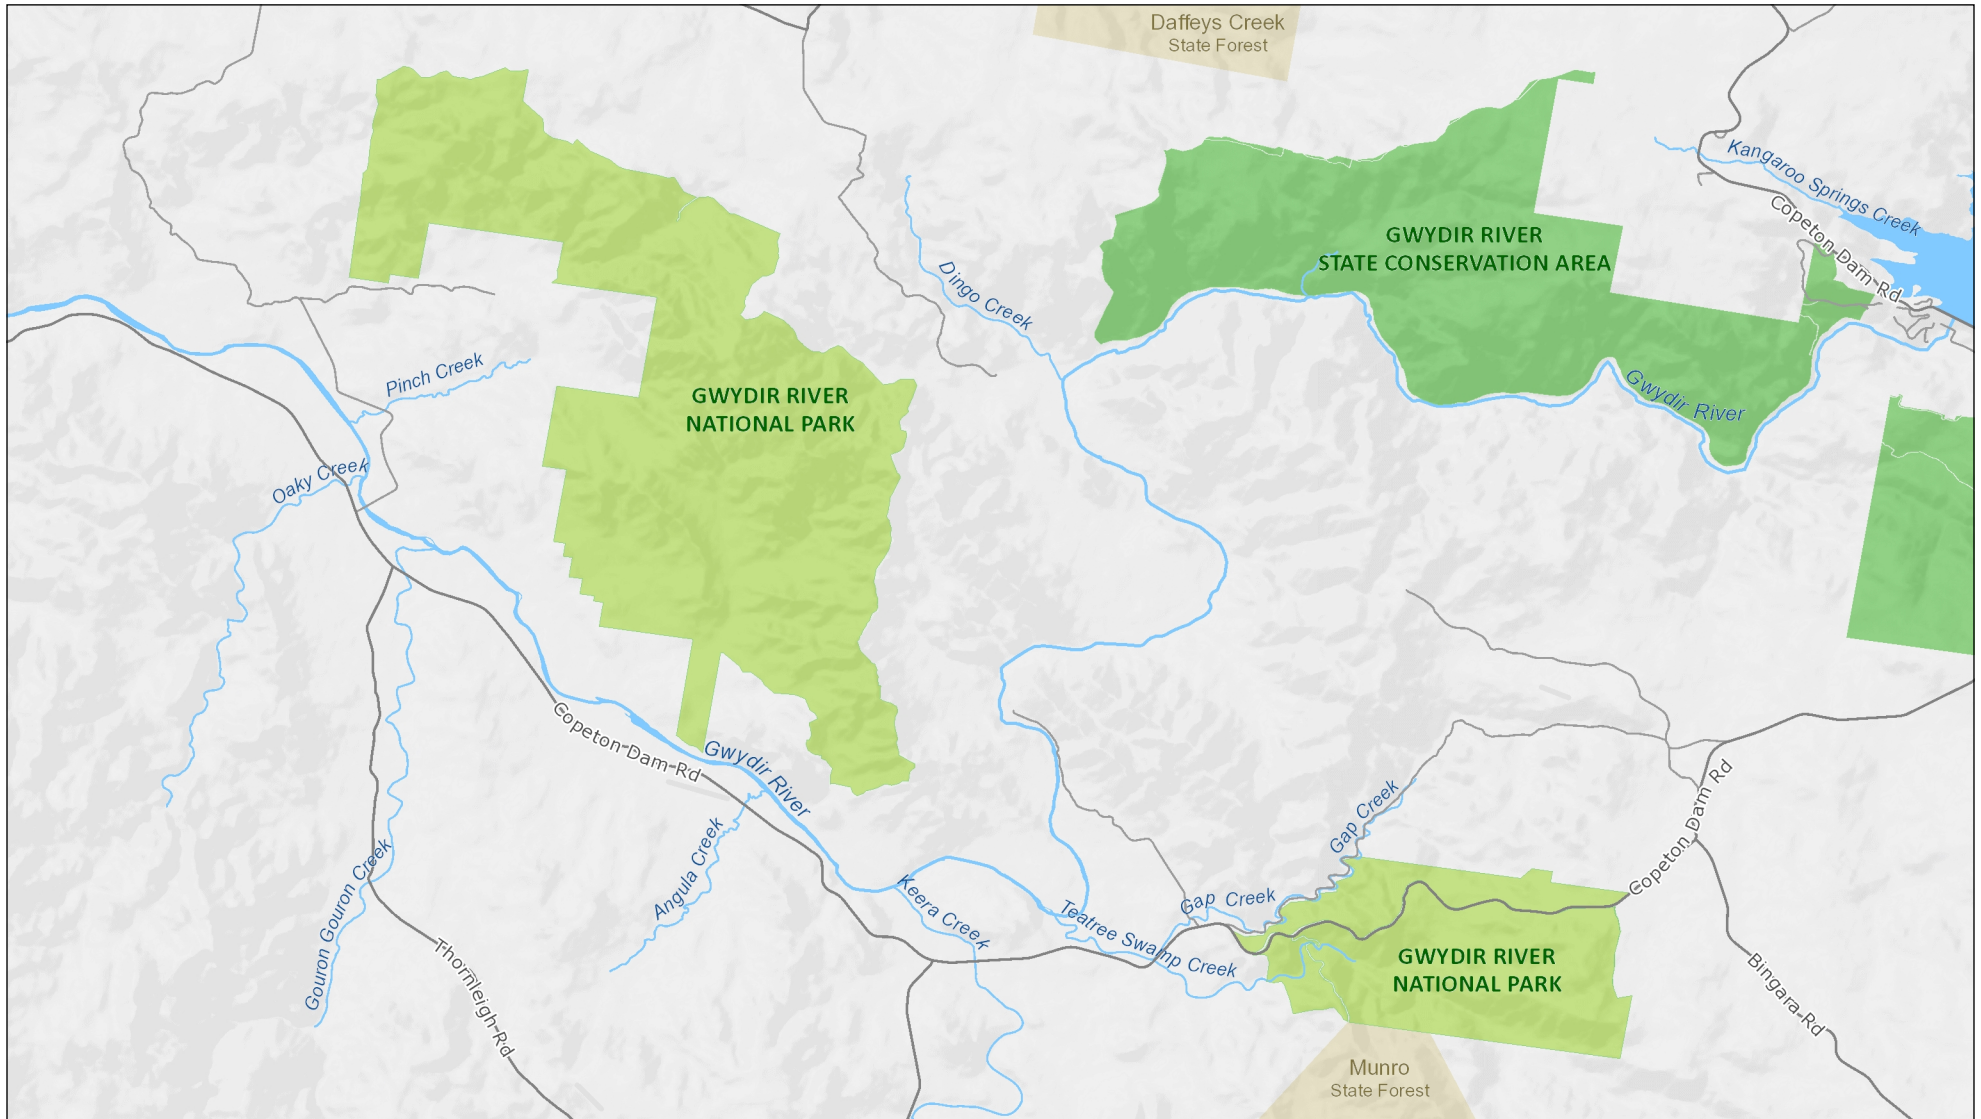 Daffeys Creek
State Forest
Kangaroo Springs Creek
Copeton Dam Rd
GWYDIR RIVER
STATE CONSERVATION AREA
Dingo Creek
Pinch Creek
GWYDIR RIVER
NATIONAL PARK
Gwydir River
Oaky Creek
Copeton Dam Rd
Gwydir River
Angula Creek
Gap Creek
Copeton Dam Rd
Gouron Gouron Creek
Keera Creek
Gap Creek
Teatree Swamp Creek
Thornleigh Rd
GWYDIR RIVER
NATIONAL PARK
Bingara Rd
Munro
State Forest